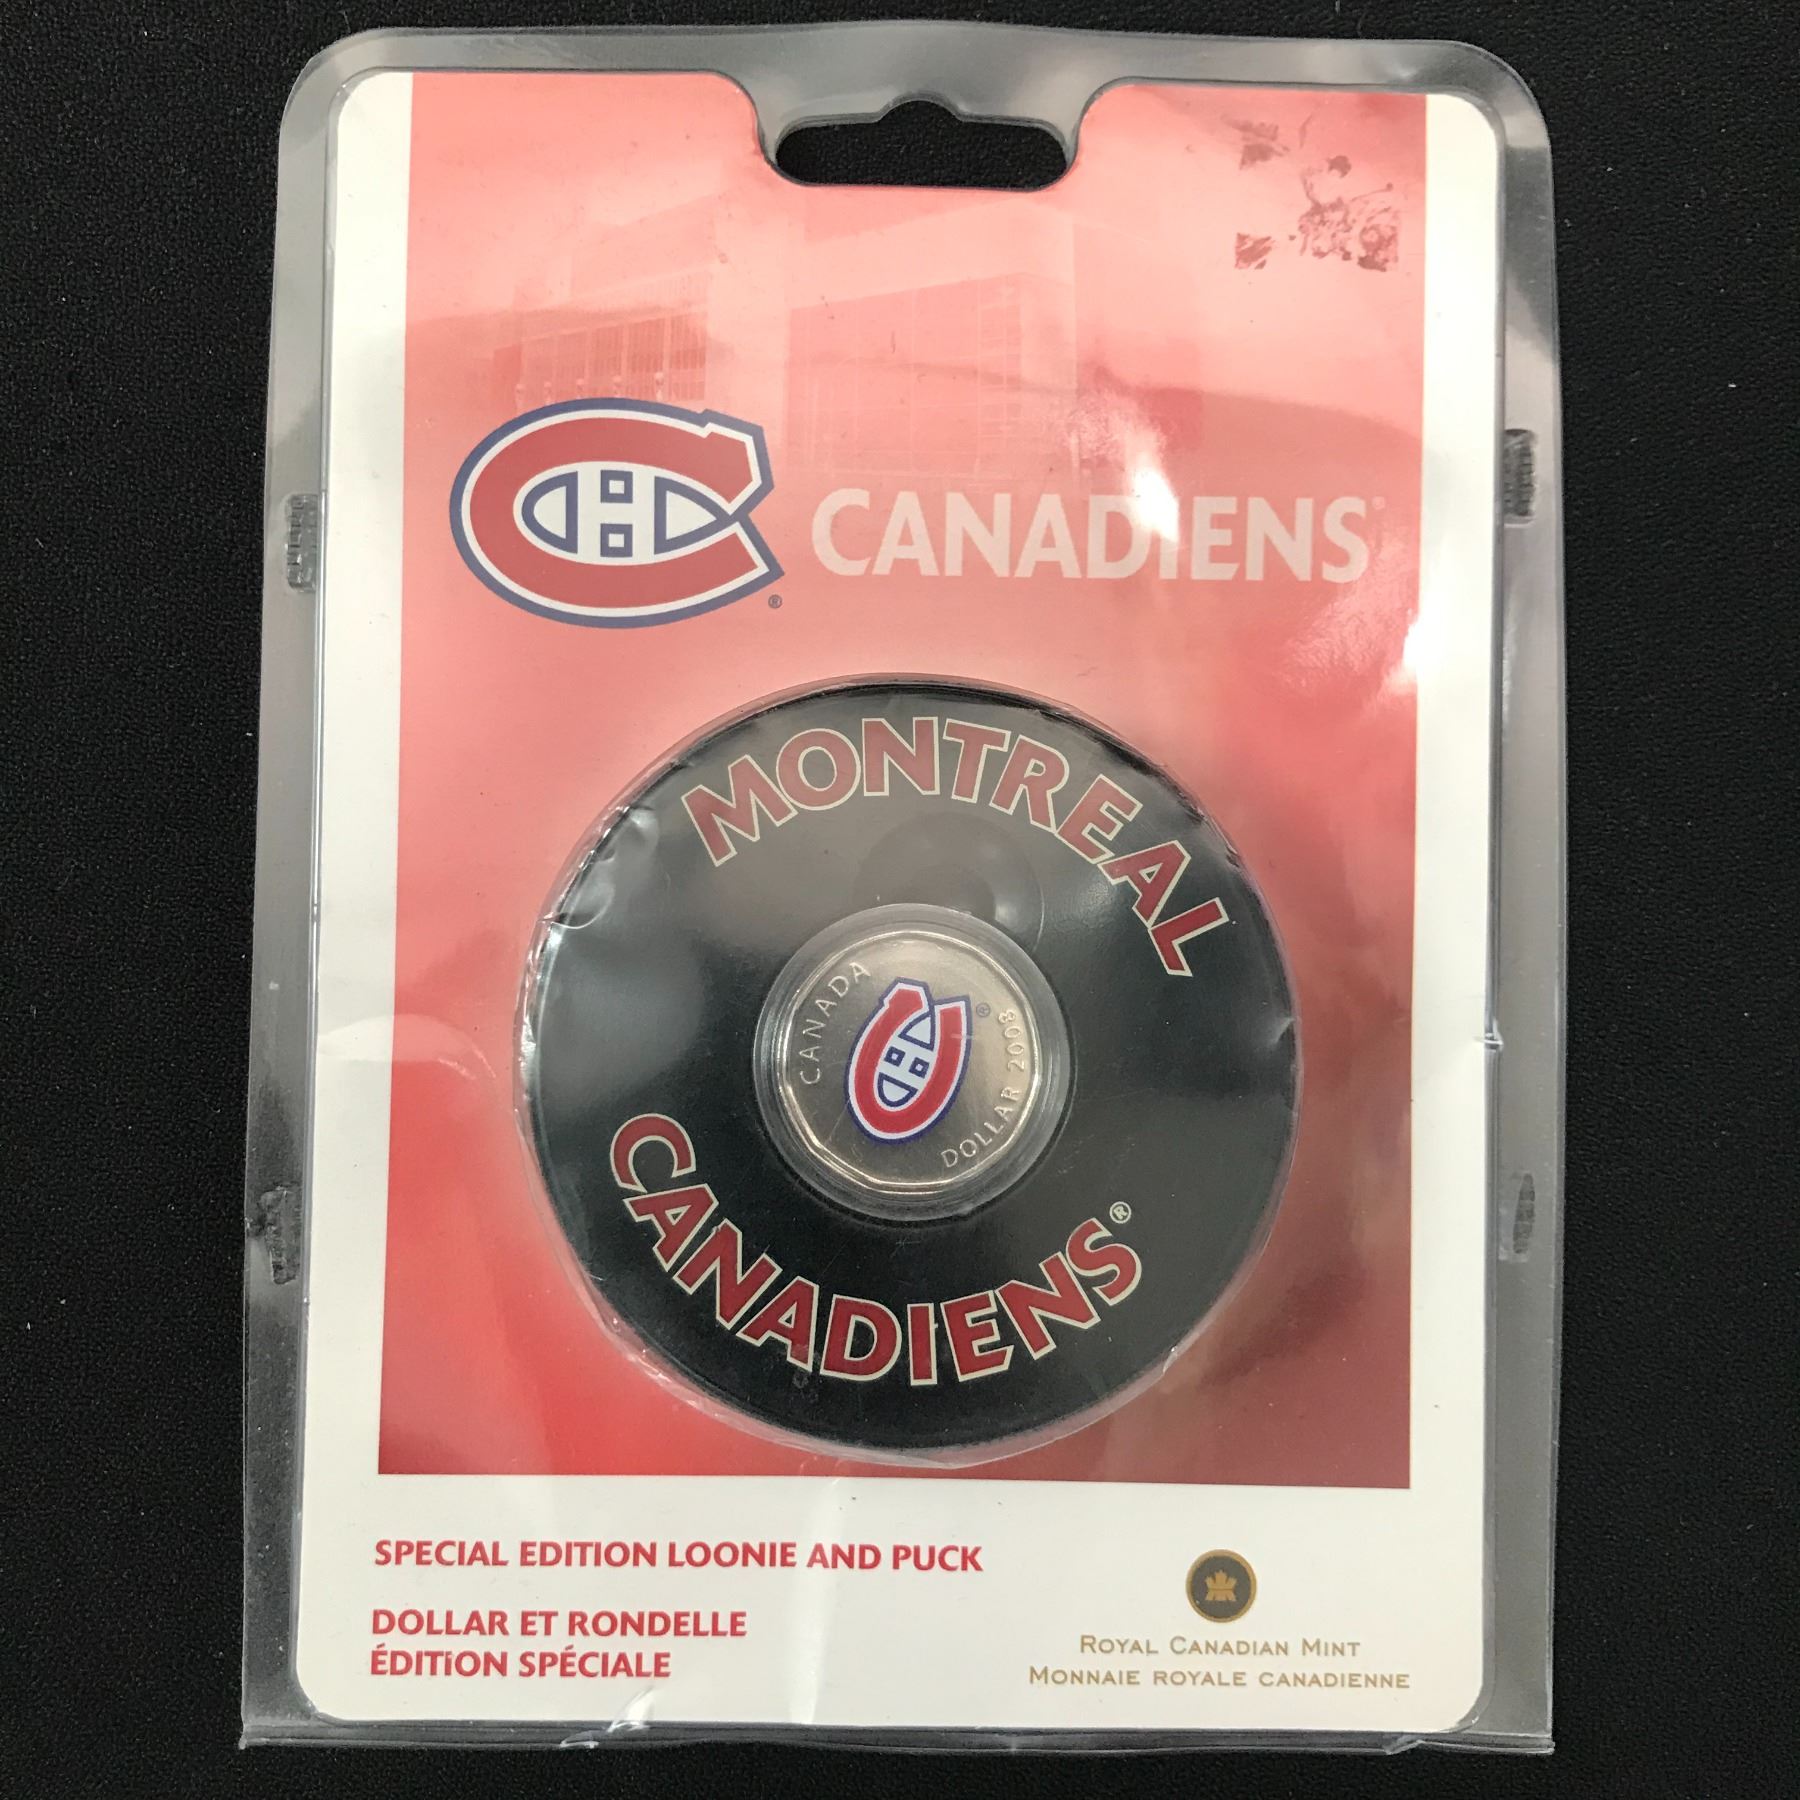 CANADIENS®
®
MONTREAL
CANADA
®
DOLLAR 2008
CANADIENS®
SPECIAL EDITION LOONIE AND PUCK
DOLLAR ET RONDELLE
ÉDITION SPÉCIALE
ROYAL CANADIAN MINT
MONNAIE ROYALE CANADIENNE